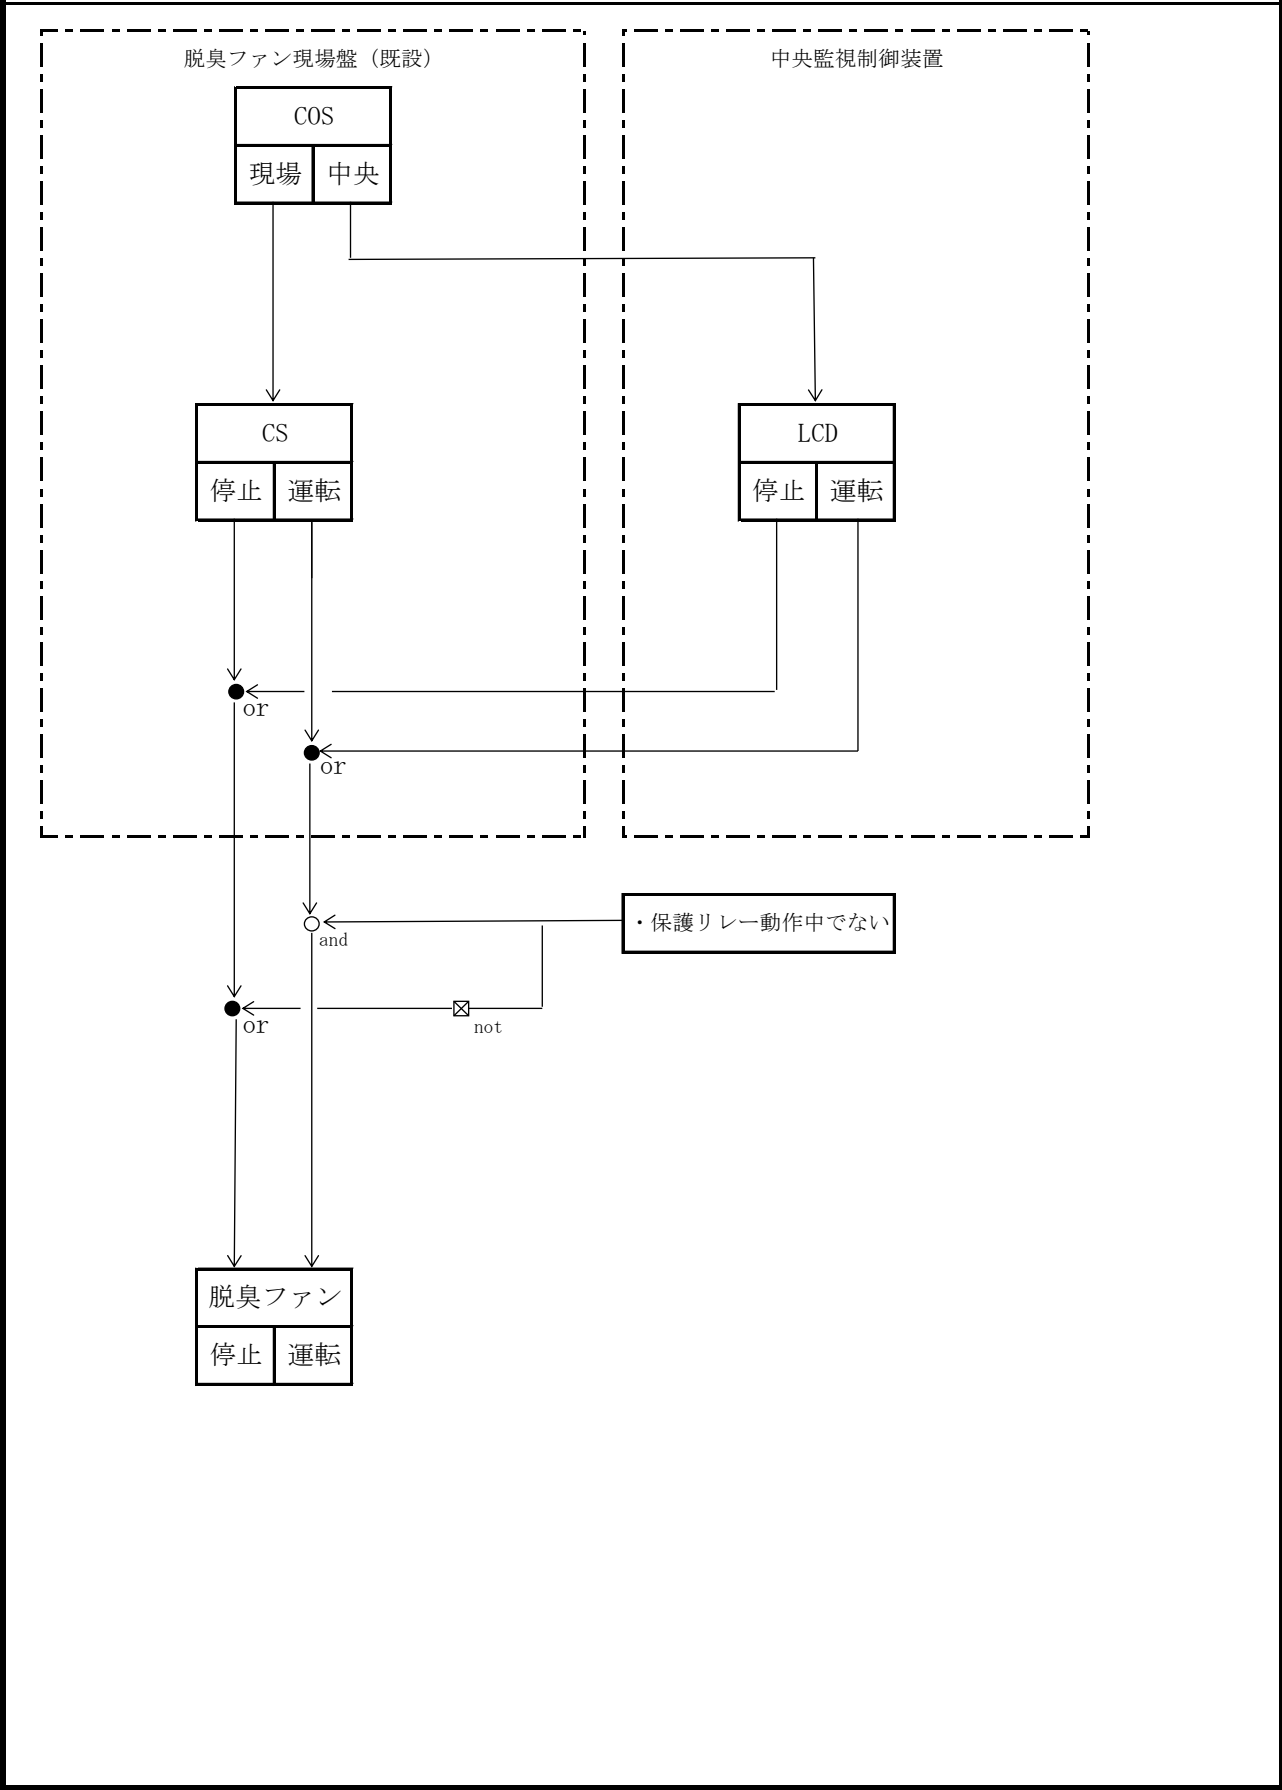 脱臭ファン現場盤（既設）
中央監視制御装置
COS
現場 中央
CS
停止 運転
LCD
停止 運転
or
or
・保護リレー動作中でない
and
or
not
脱臭ファン
停止 運転